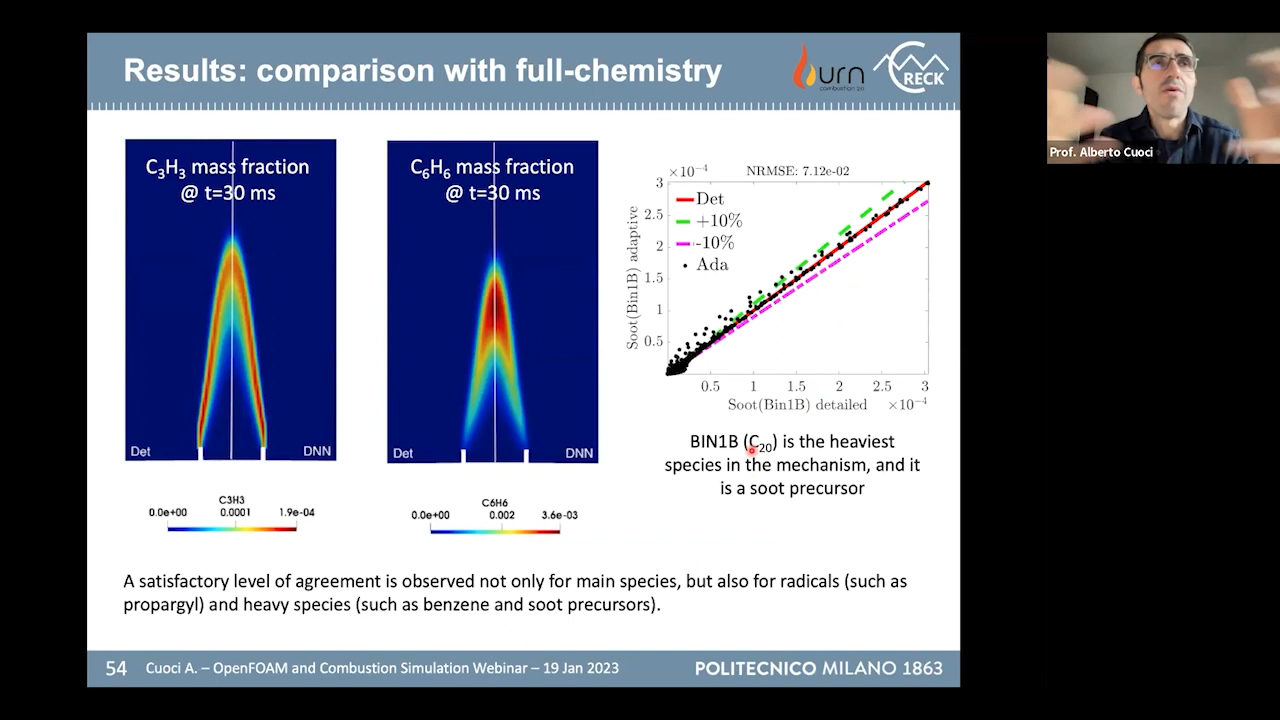 Results: comparison with full-chemistry
urn
combustion
CRECK
Prof. Alberto Cuoci
C3H3 mass fraction
@ t=30 ms
Det
DNN
C3H3
0.0e+00 0.0001 1.9e-04
C6H6 mass fraction
@ t=30 ms
Det
DNN
C6H6
0.0e+00 0.002 3.6e-03
×10⁻⁴
NRMSE: 7.12e-02
Det
+10%
-10%
Ada
Soot(Bin1B) adaptive
3
2.5
2
1.5
1
0.5
0.5 1 1.5 2 2.5 3
Soot(Bin1B) detailed ×10⁻⁴
BIN1B (C20) is the heaviest
species in the mechanism, and it
is a soot precursor
A satisfactory level of agreement is observed not only for main species, but also for radicals (such as
propargyl) and heavy species (such as benzene and soot precursors).
54 Cuoci A. – OpenFOAM and Combustion Simulation Webinar – 19 Jan 2023 POLITECNICO MILANO 1863